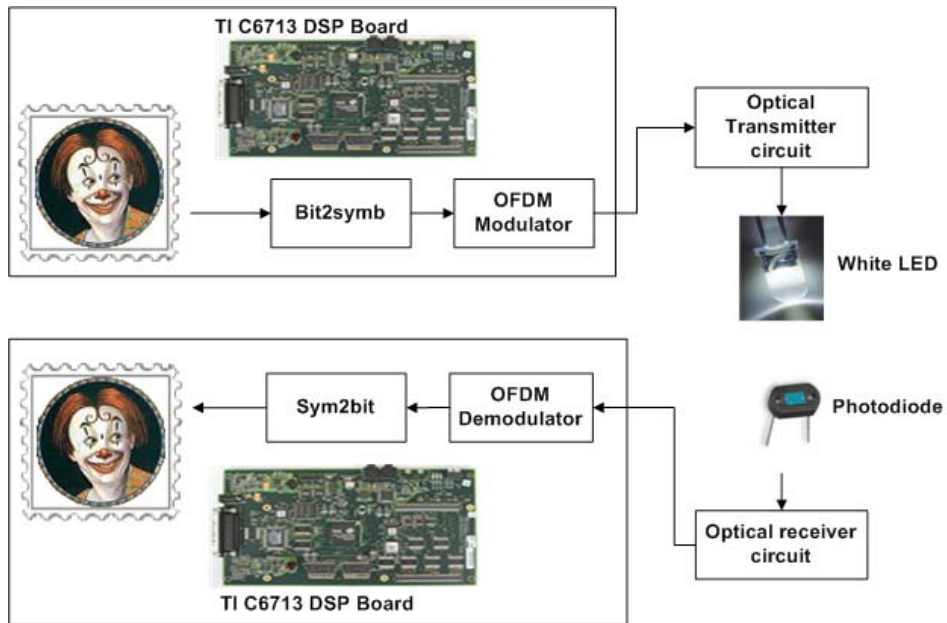 TI C6713 DSP Board
Optical
Transmitter
circuit
Bit2symb
OFDM
Modulator
White LED
Sym2bit
OFDM
Demodulator
Photodiode
Optical receiver
circuit
TI C6713 DSP Board